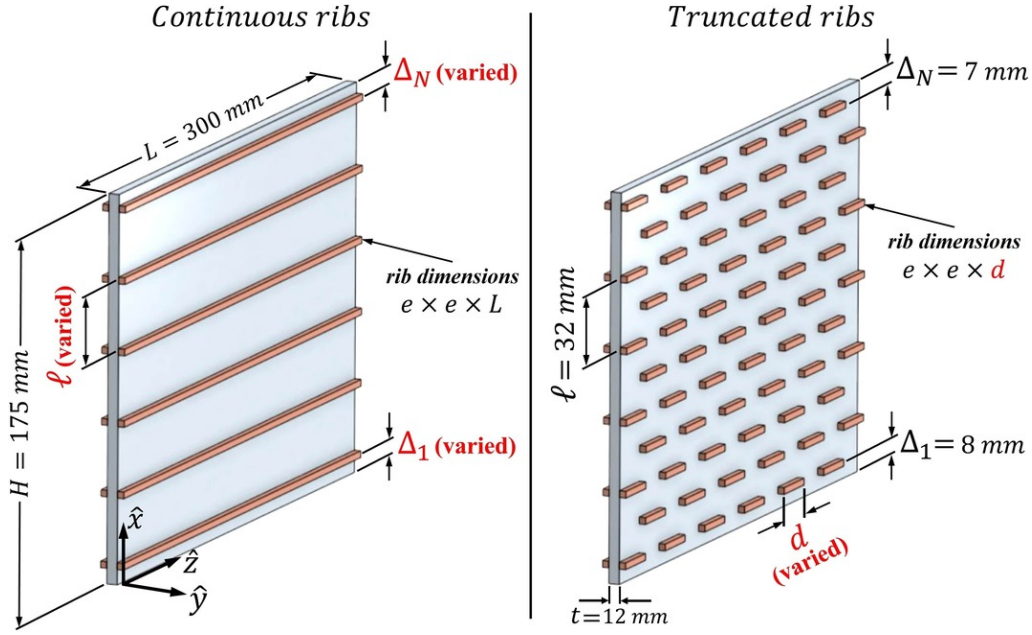 Continuous ribs
Δ_N (varied)
L = 300 mm
rib dimensions
e × e × L
ℓ (varied)
H = 175 mm
Δ_1 (varied)
x̂
ẑ
ŷ
Truncated ribs
Δ_N = 7 mm
rib dimensions
e × e × d
ℓ = 32 mm
Δ_1 = 8 mm
d
(varied)
t=12 mm